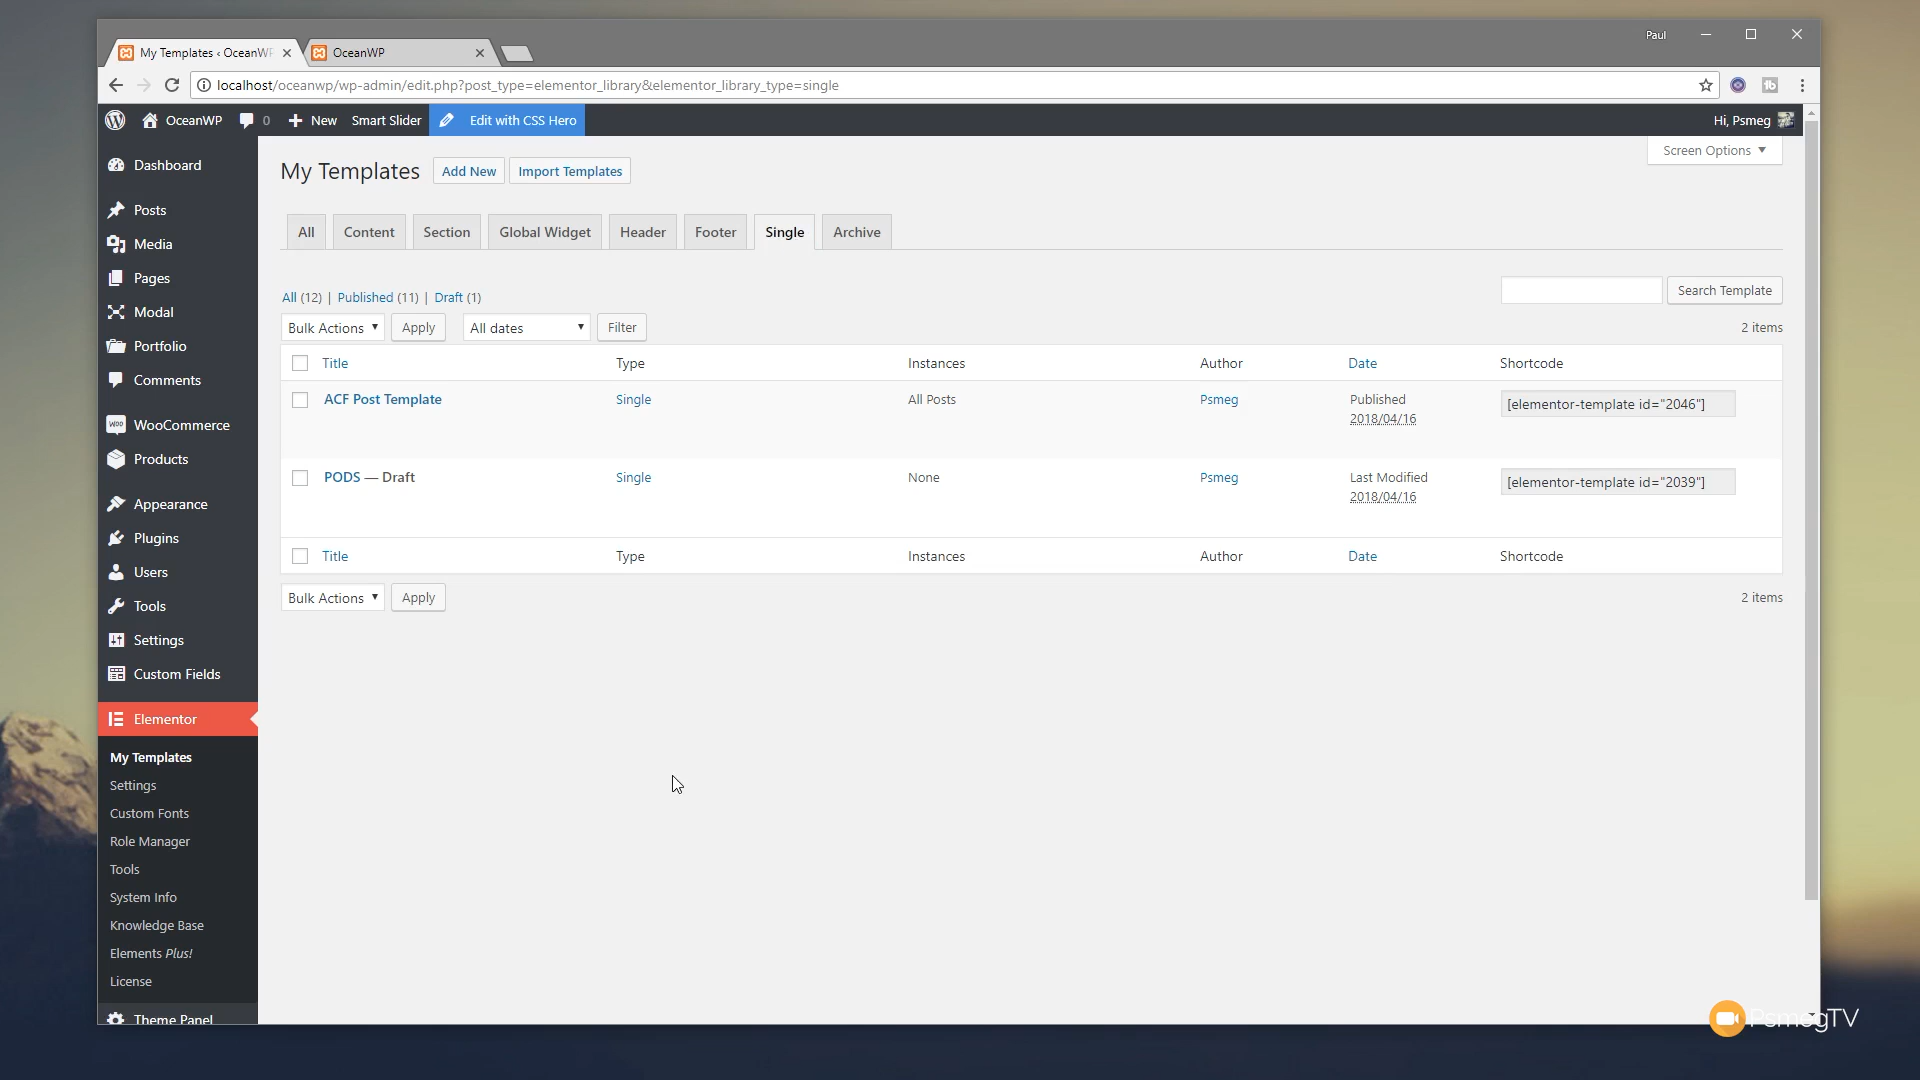 Paul
My Templates ‹ OceanWP
OceanWP
localhost/oceanwp/wp-admin/edit.php?post_type=elementor_library&elementor_library_type=single
OceanWP 0 New Smart Slider Edit with CSS Hero Hi, Psmeg
Screen Options
My Templates Add New Import Templates
All Content Section Global Widget Header Footer Single Archive
All (12) | Published (11) | Draft (1)
Search Template
Bulk Actions Apply All dates Filter 2 items
Title Type Instances Author Date Shortcode
ACF Post Template Single All Posts Psmeg Published [elementor-template id="2046"]
2018/04/16
PODS — Draft Single None Psmeg Last Modified [elementor-template id="2039"]
2018/04/16
Title Type Instances Author Date Shortcode
Bulk Actions Apply 2 items
Dashboard
Posts
Media
Pages
Modal
Portfolio
Comments
WooCommerce
Products
Appearance
Plugins
Users
Tools
Settings
Custom Fields
Elementor
My Templates
Settings
Custom Fonts
Role Manager
Tools
System Info
Knowledge Base
Elements Plus!
License
Theme Panel
PsmegTV